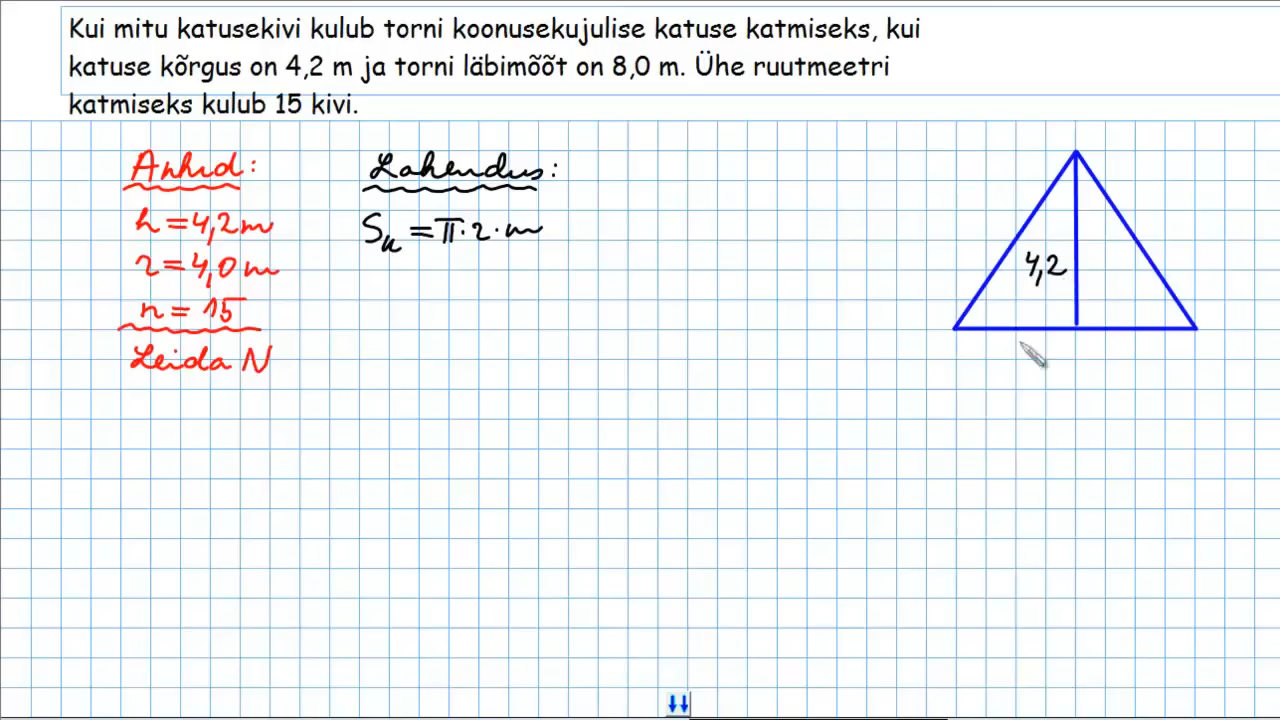 Kui mitu katusekivi kulub torni koonusekujulise katuse katmiseks, kui
katuse kõrgus on 4,2 m ja torni läbimõõt on 8,0 m. Ühe ruutmeetri
katmiseks kulub 15 kivi.
Antud:
h = 4,2 m
r = 4,0 m
n = 15
Leida N
Lahendus:
Sₖ = π · r · m
4,2